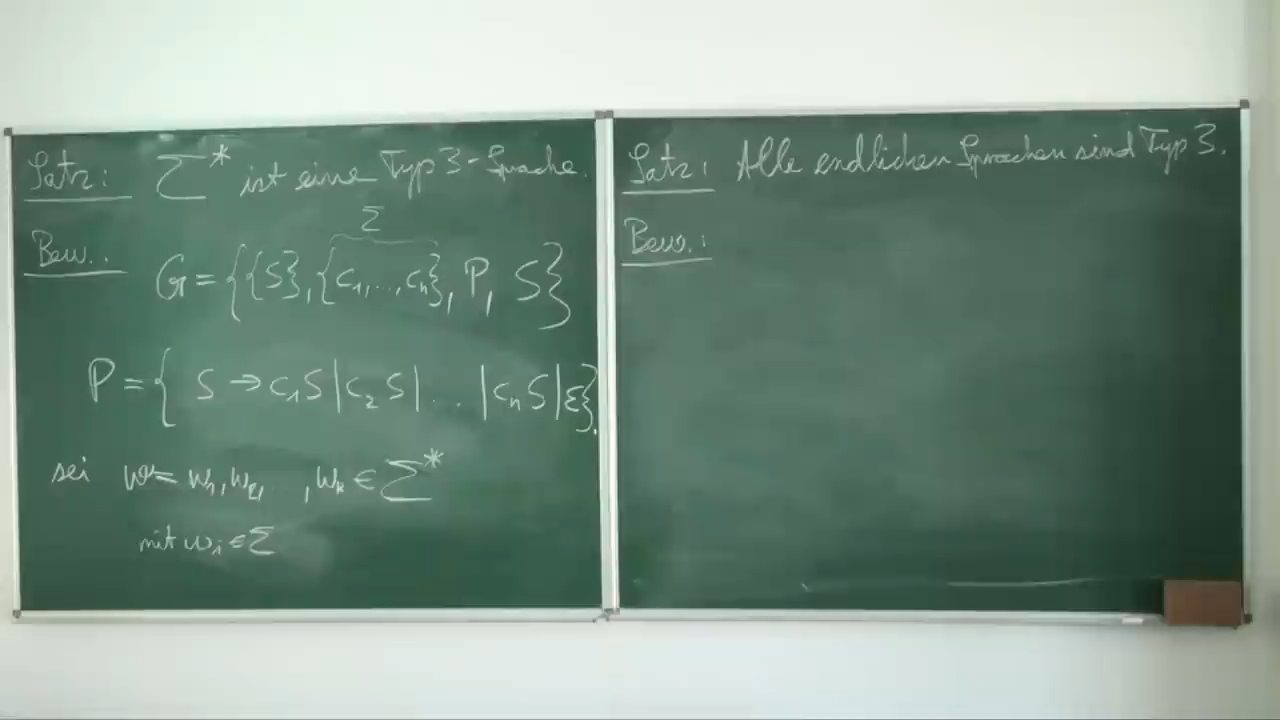 Satz: Σ* ist eine Typ 3-Sprache.
Bew.:
Σ
G={{S},{c₁,...,cₙ},P,S}
P={ S→c₁S|c₂S|...|cₙS|ε}.
sei w=w₁,w₂,...,wₖ∈Σ*
mit wᵢ∈Σ
Satz: Alle endlichen Sprachen sind Typ 3.
Bew.: